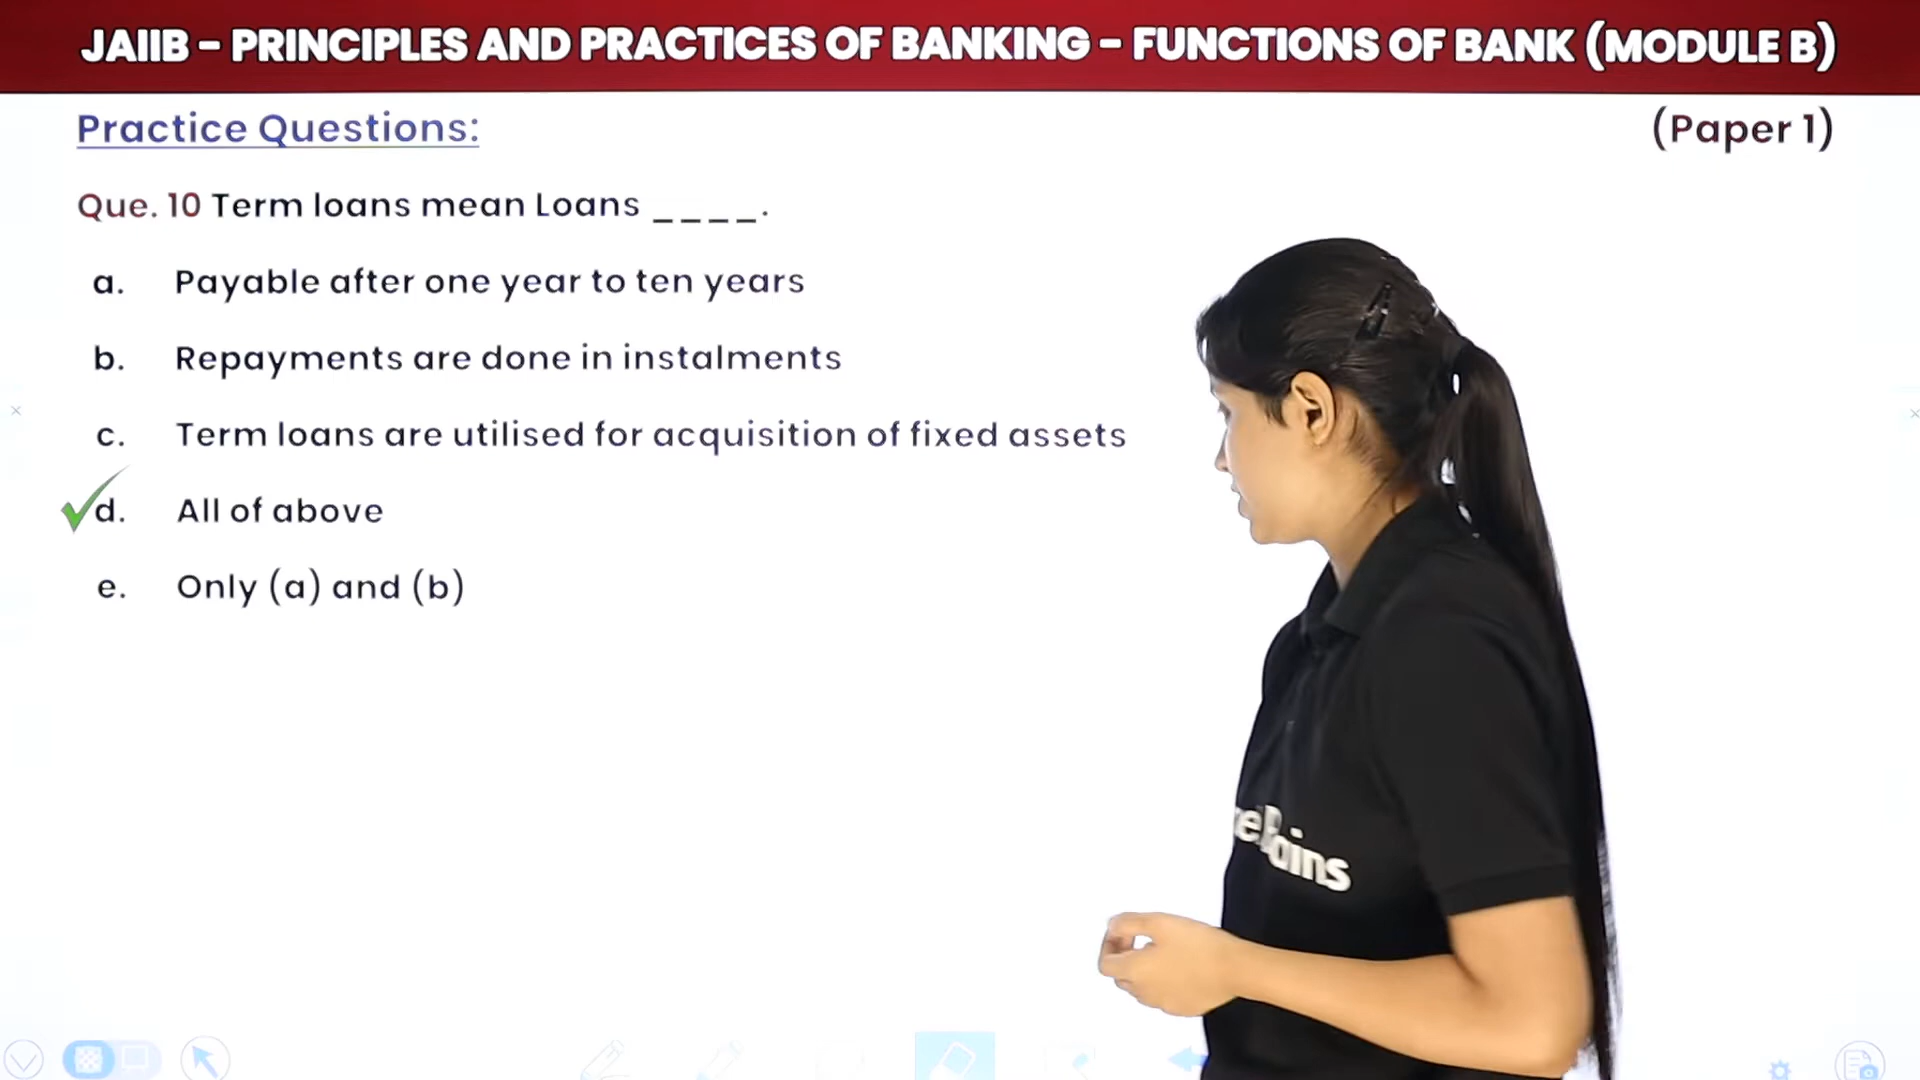 JAIIB - PRINCIPLES AND PRACTICES OF BANKING - FUNCTIONS OF BANK (MODULE B)
Practice Questions:
(Paper 1)
Que. 10 Term loans mean Loans ____.
a. Payable after one year to ten years
b. Repayments are done in instalments
c. Term loans are utilised for acquisition of fixed assets
d. All of above
e. Only (a) and (b)